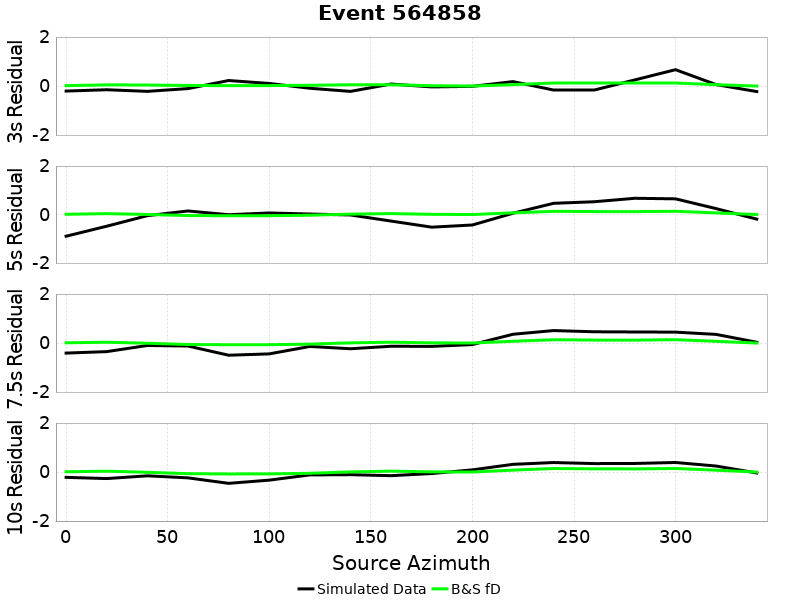 Event 564858
3s Residual
2
0
-2
5s Residual
2
0
-2
7.5s Residual
2
0
-2
10s Residual
2
0
-2
0 50 100 150 200 250 300
Source Azimuth
Simulated Data B&S fD